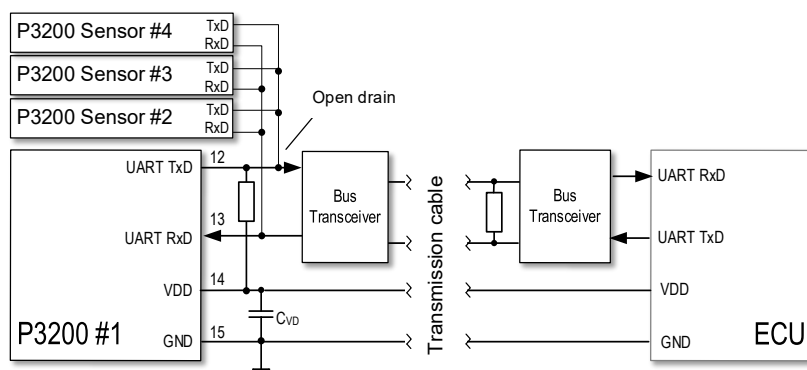 P3200 Sensor #4
TxD
RxD
P3200 Sensor #3
TxD
RxD
P3200 Sensor #2
TxD
RxD
Open drain
UART TxD
12
Bus
Transceiver
Bus
Transceiver
UART RxD
13
UART RxD
UART TxD
Transmission cable
VDD
14
VDD
CVD
P3200 #1
GND
15
GND
ECU